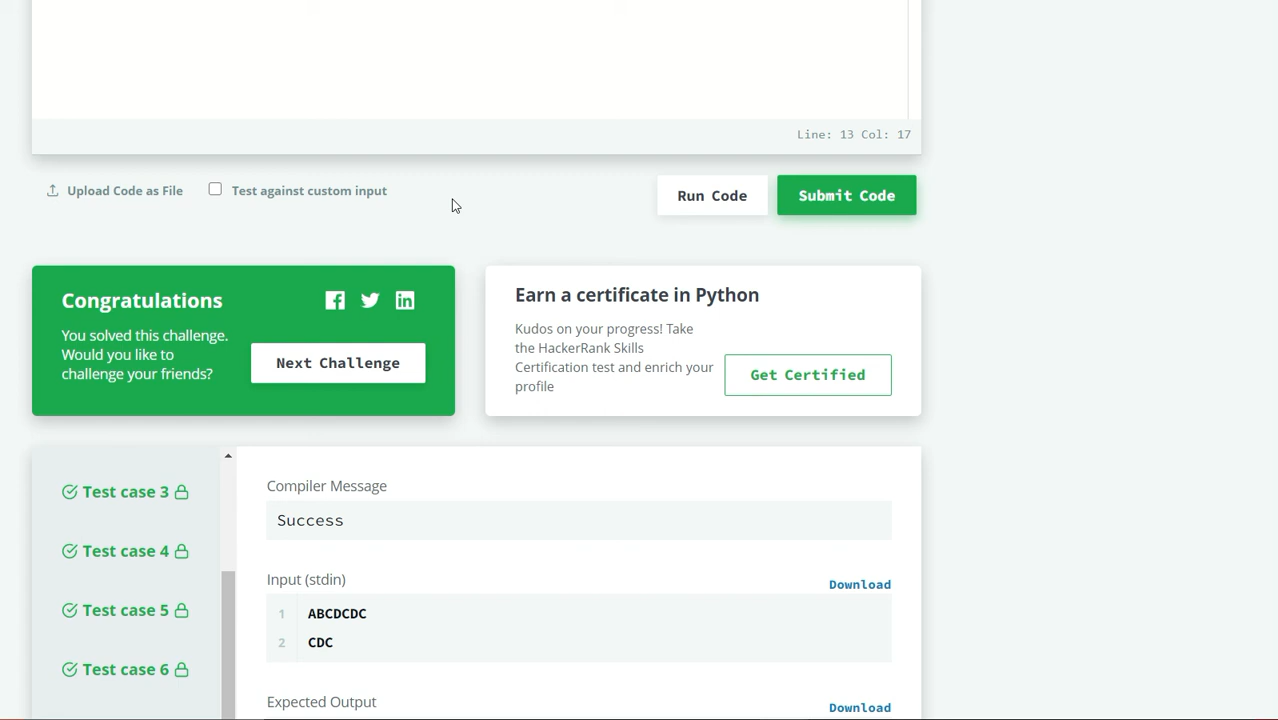 Line: 13 Col: 17
Upload Code as File
Test against custom input
Run Code
Submit Code
Congratulations
You solved this challenge.
Would you like to
challenge your friends?
Next Challenge
Earn a certificate in Python
Kudos on your progress! Take
the HackerRank Skills
Certification test and enrich your
profile
Get Certified
Test case 3
Test case 4
Test case 5
Test case 6
Compiler Message
Success
Input (stdin)
Download
1 ABCDCDC
2 CDC
Expected Output
Download